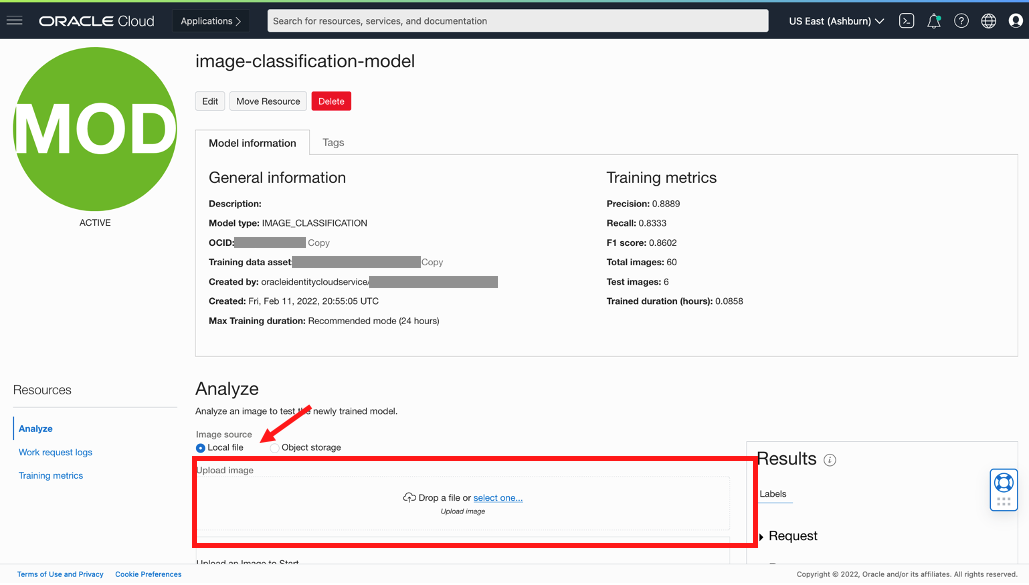 ORACLE Cloud
Applications
Search for resources, services, and documentation
US East (Ashburn)
MOD
ACTIVE
image-classification-model
Edit
Move Resource
Delete
Model information
Tags
General information
Description:
Model type: IMAGE_CLASSIFICATION
OCID: Copy
Training data asset: Copy
Created by: oracleidentitycloudservice/
Created: Fri, Feb 11, 2022, 20:55:05 UTC
Max Training duration: Recommended mode (24 hours)
Training metrics
Precision: 0.8889
Recall: 0.8333
F1 score: 0.8602
Total images: 60
Test images: 6
Trained duration (hours): 0.0858
Resources
Analyze
Work request logs
Training metrics
Analyze
Analyze an image to test the newly trained model.
Image source
Local file
Object storage
Upload image
Drop a file or select one...
Upload image
Upload an Image to Start
Results
Labels
Request
Terms of Use and Privacy
Cookie Preferences
Copyright © 2022, Oracle and/or its affiliates. All rights reserved.